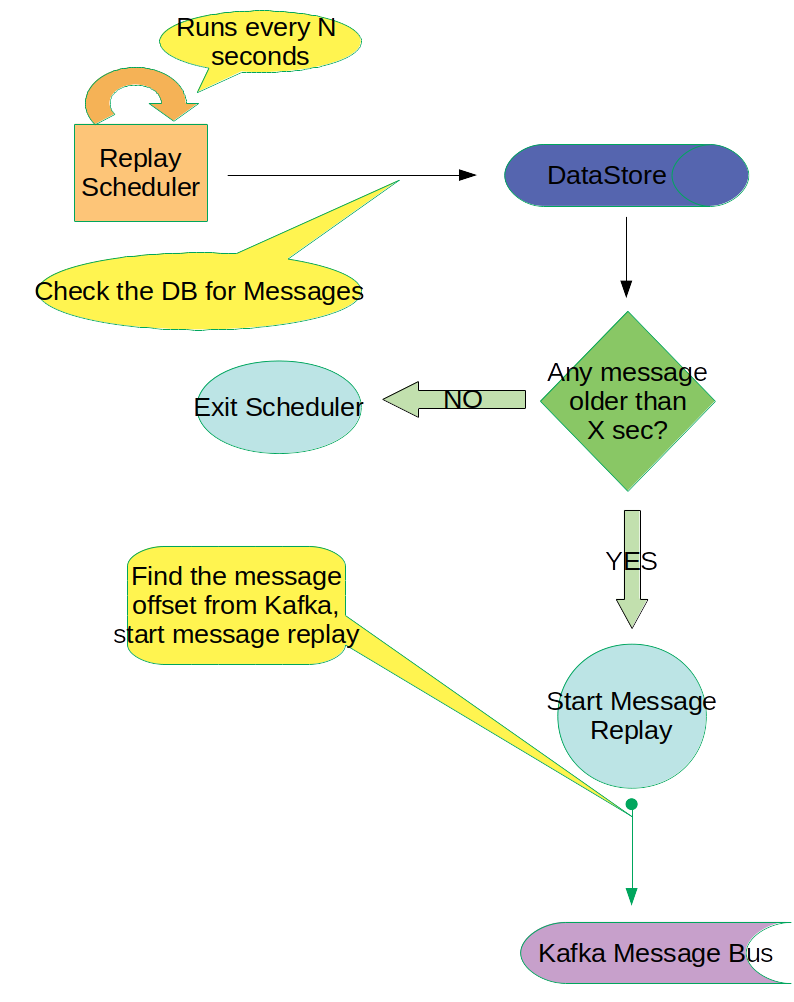 Runs every N
seconds
Replay
Scheduler
DataStore
Check the DB for Messages
Any message
older than
X sec?
NO
Exit Scheduler
YES
Find the message
offset from Kafka,
start message replay
Start Message
Replay
Kafka Message Bus